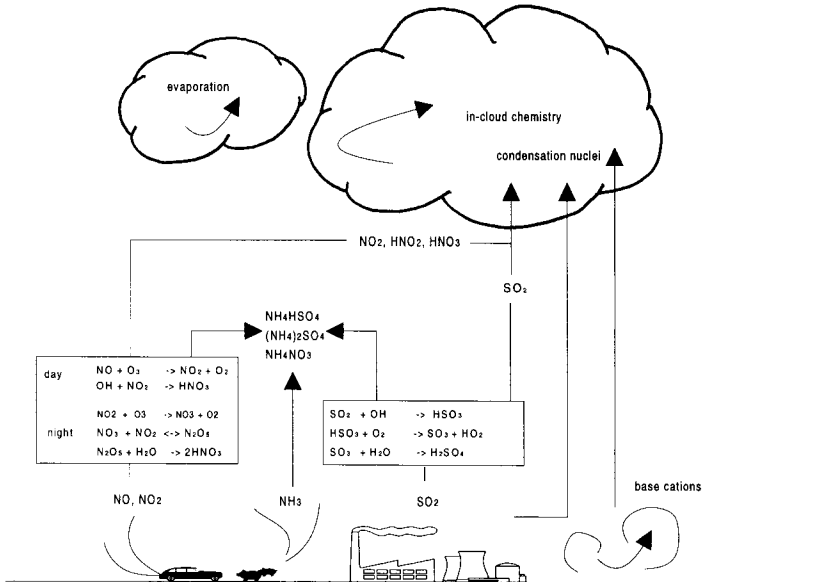 evaporation
in-cloud chemistry
condensation nuclei
NO₂, HNO₂, HNO₃
SO₂
NH₄HSO₄
(NH₄)₂SO₄
NH₄NO₃
day
NO + O₃ -> NO₂ + O₂
OH + NO₂ -> HNO₃
NO2 + O3 ->NO3 + O2
night
NO₃ + NO₂ <-> N₂O₅
N₂O₅ + H₂O -> 2HNO₃
SO₂ + OH -> HSO₃
HSO₃ + O₂ -> SO₃ + HO₂
SO₃ + H₂O -> H₂SO₄
NO, NO₂
NH₃
SO₂
base cations